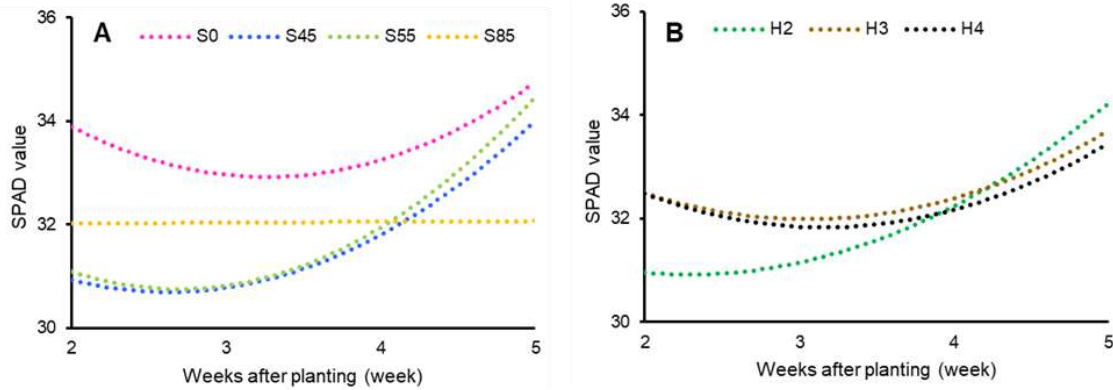 A S0 S45 S55 S85
36
34
32
30
SPAD value
2 3 4 5
Weeks after planting (week)
B H2 H3 H4
36
34
32
30
SPAD value
2 3 4 5
Weeks after planting (week)